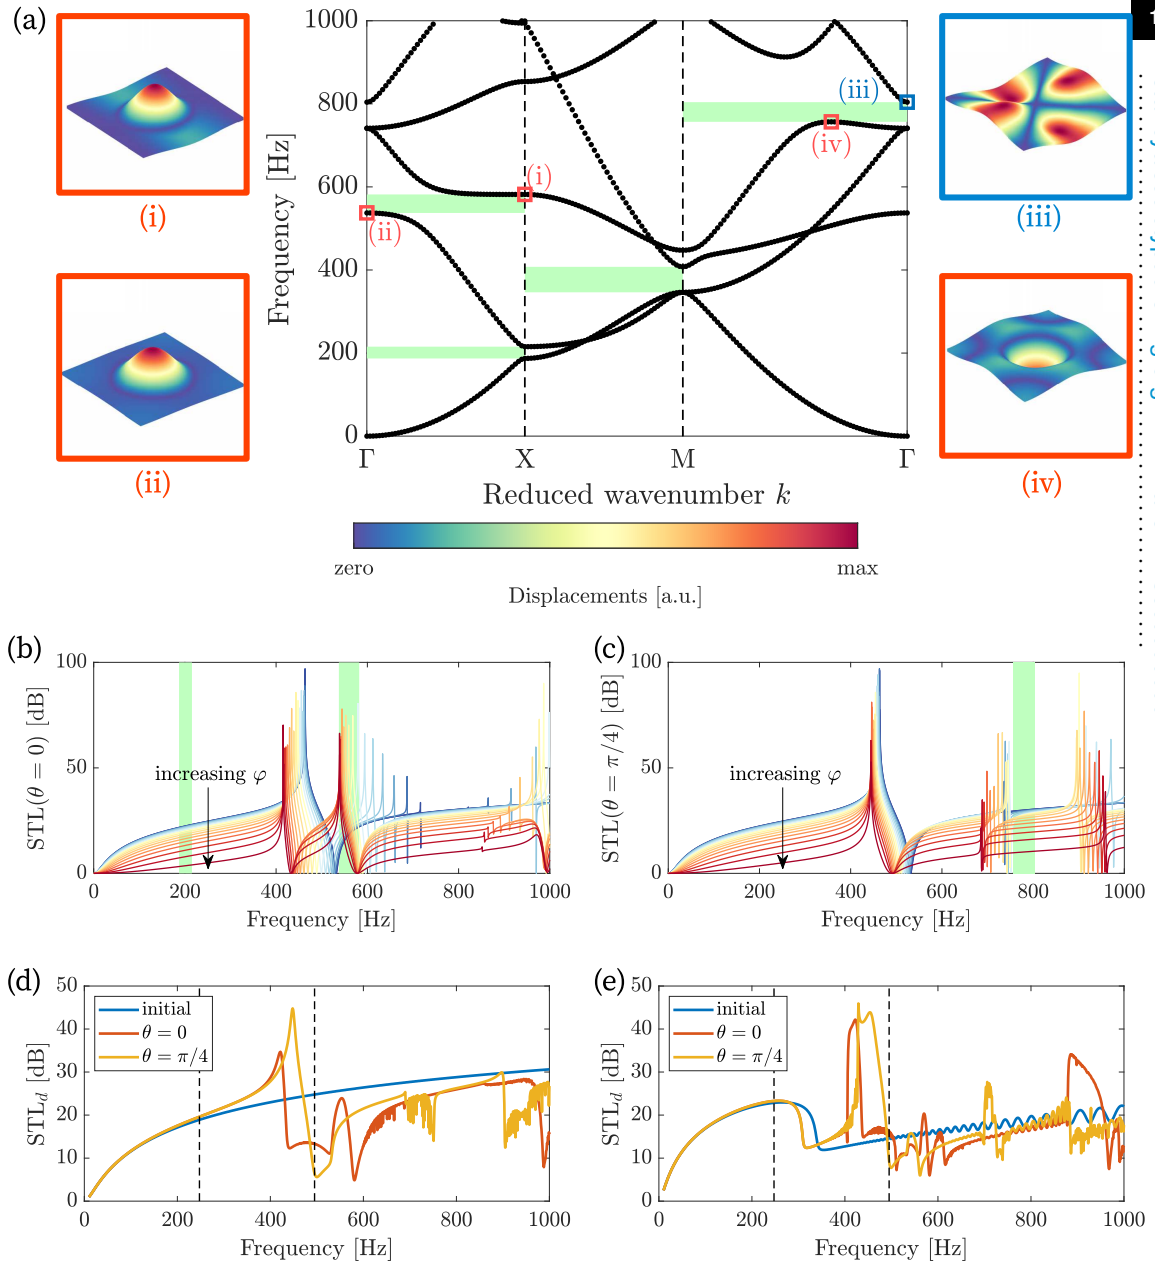 (a)
1000
800
600
400
200
0
Frequency [Hz]
Γ X M Γ
Reduced wavenumber k
(i)
(ii)
(iii)
(iv)
(i)
(ii)
(iii)
(iv)
zero max
Displacements [a.u.]
(b)
100
50
0
STL(θ = 0) [dB]
increasing φ
0 200 400 600 800 1000
Frequency [Hz]
(c)
100
50
0
STL(θ = π/4) [dB]
increasing φ
0 200 400 600 800 1000
Frequency [Hz]
(d)
50
40
30
20
10
0
STL_d [dB]
initial
θ = 0
θ = π/4
0 200 400 600 800 1000
Frequency [Hz]
(e)
50
40
30
20
10
0
STL_d [dB]
initial
θ = 0
θ = π/4
0 200 400 600 800 1000
Frequency [Hz]